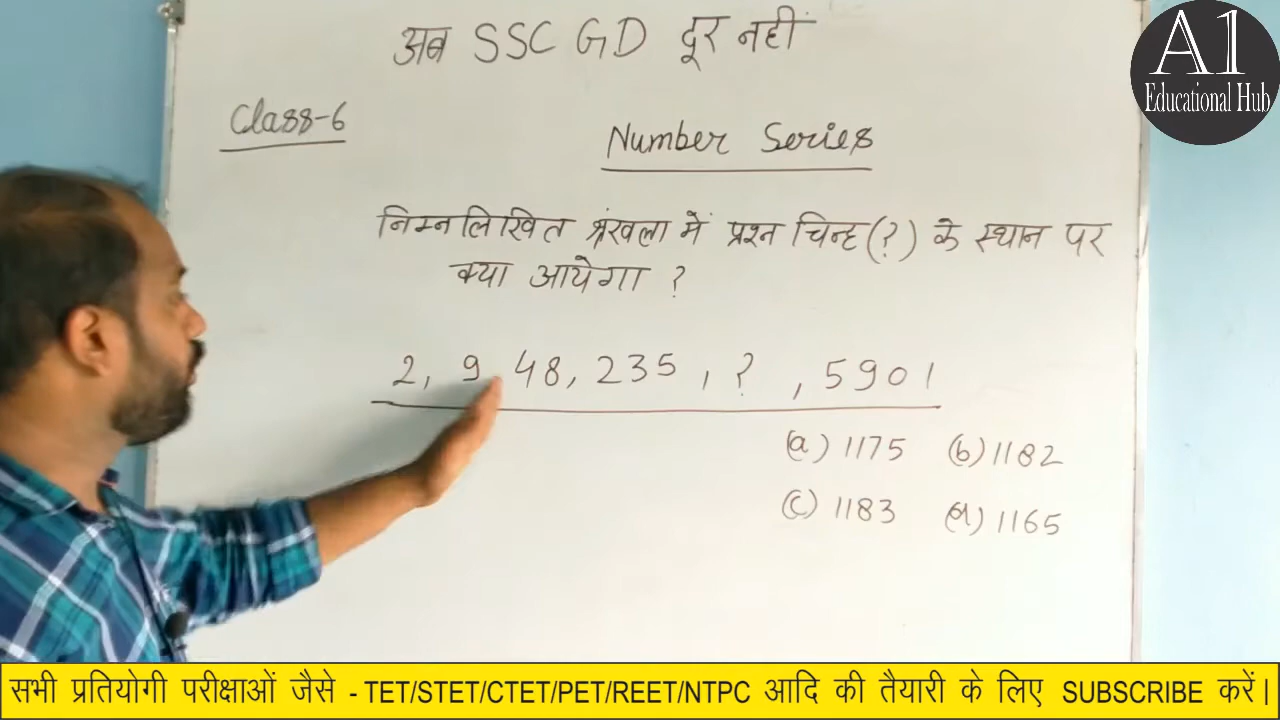 अब SSC GD दूर नहीं
A1
Educational Hub
Class-6
Number Series
निम्नलिखित श्रृंखला में प्रश्न चिन्ह (?) के स्थान पर
क्या आयेगा ?
2, 9 48, 235, ? , 5901
(a) 1175 (b) 1182
(c) 1183 (d) 1165
सभी प्रतियोगी परीक्षाओं जैसे - TET/STET/CTET/PET/REET/NTPC आदि की तैयारी के लिए SUBSCRIBE करें |